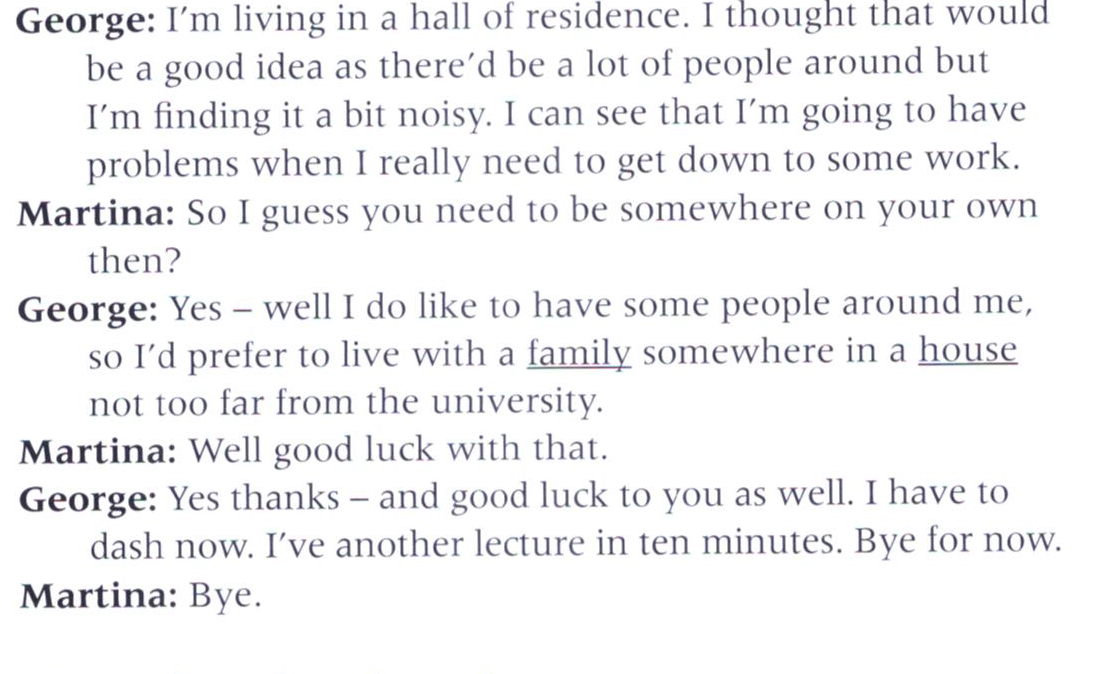 George: I'm living in a hall of residence. I thought that would
be a good idea as there'd be a lot of people around but
I'm finding it a bit noisy. I can see that I'm going to have
problems when I really need to get down to some work.
Martina: So I guess you need to be somewhere on your own
then?
George: Yes – well I do like to have some people around me,
so I'd prefer to live with a family somewhere in a house
not too far from the university.
Martina: Well good luck with that.
George: Yes thanks – and good luck to you as well. I have to
dash now. I've another lecture in ten minutes. Bye for now.
Martina: Bye.